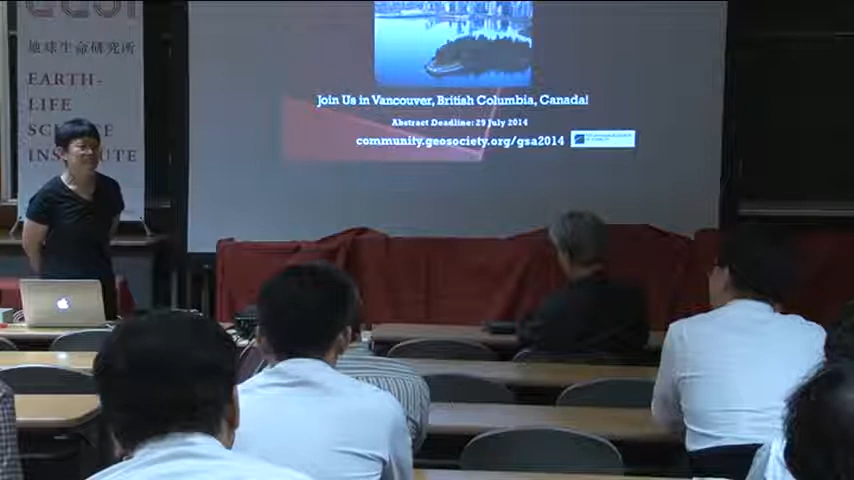 地球生命研究所
EARTH-
LIFE
SCIENCE
INSTITUTE
Join Us in Vancouver, British Columbia, Canada!
Abstract Deadline: 29 July 2014
community.geosociety.org/gsa2014